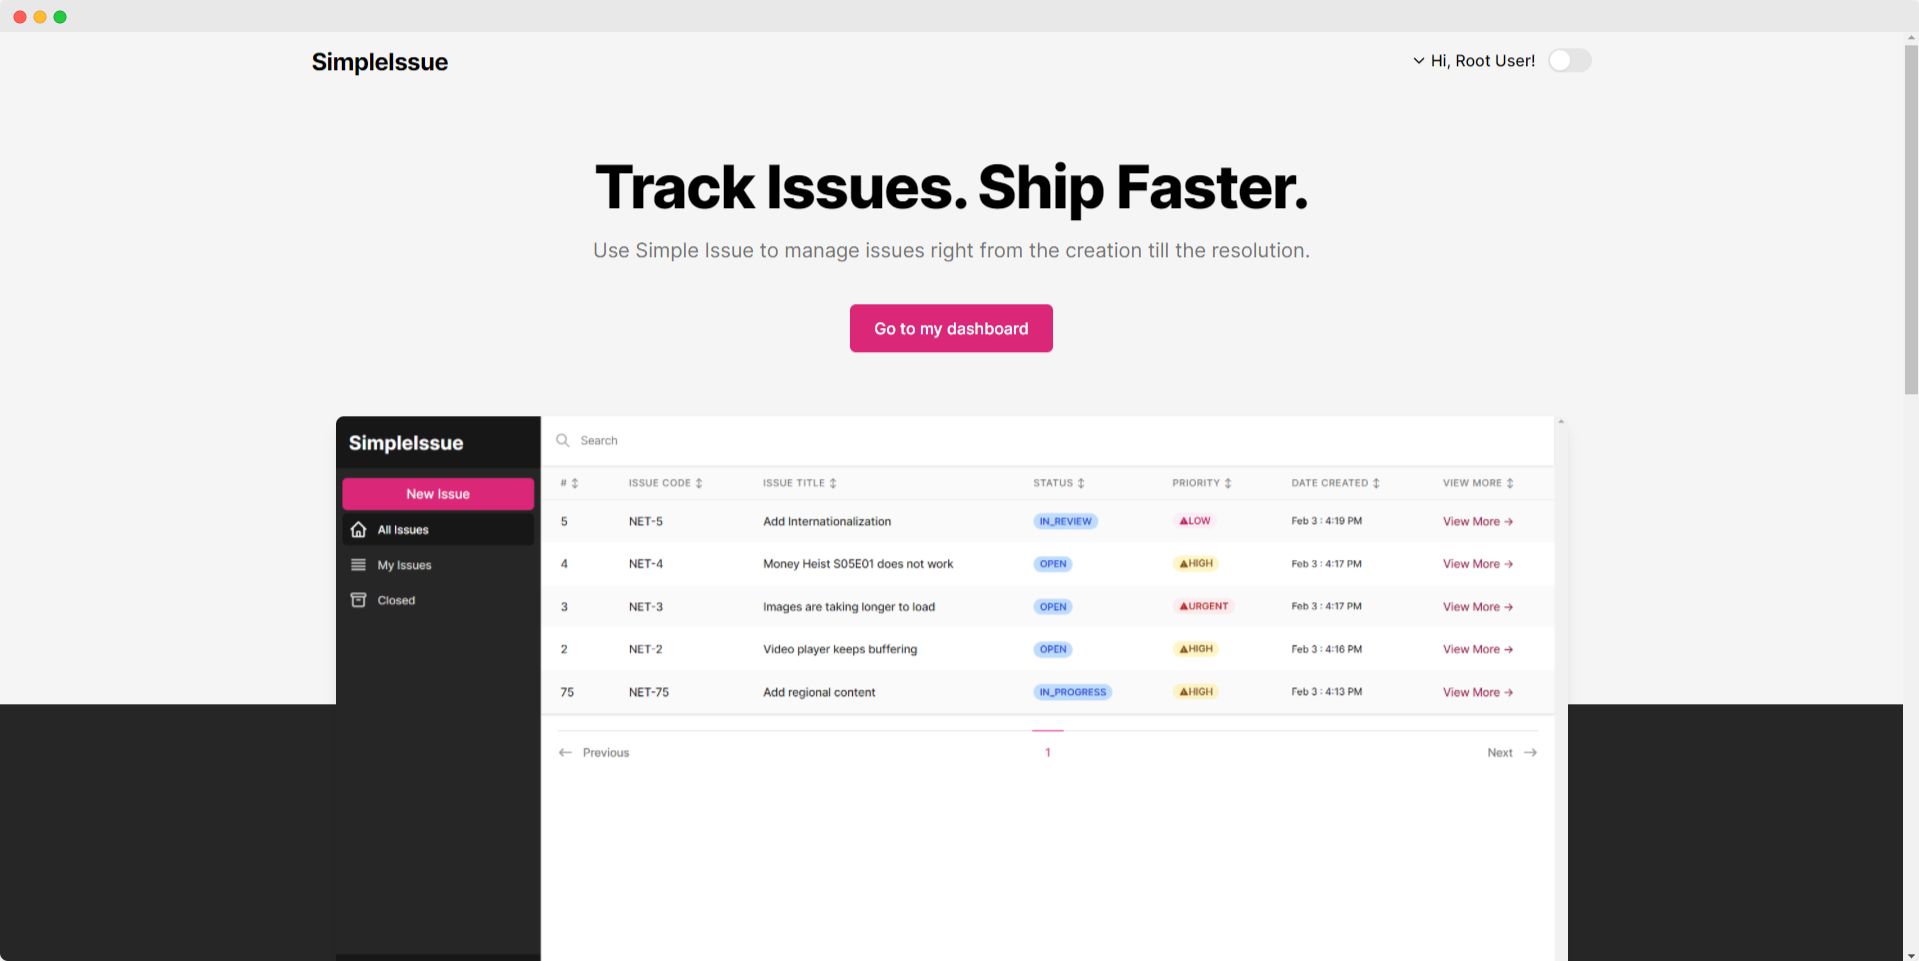 SimpleIssue
Hi, Root User!
Track Issues. Ship Faster.
Use Simple Issue to manage issues right from the creation till the resolution.
Go to my dashboard
SimpleIssue
New Issue
All Issues
My Issues
Closed
Search
# ISSUE CODE ISSUE TITLE STATUS PRIORITY DATE CREATED VIEW MORE
5 NET-5 Add Internationalization IN_REVIEW LOW Feb 3 : 4:19 PM View More →
4 NET-4 Money Heist S05E01 does not work OPEN HIGH Feb 3 : 4:17 PM View More →
3 NET-3 Images are taking longer to load OPEN URGENT Feb 3 : 4:17 PM View More →
2 NET-2 Video player keeps buffering OPEN HIGH Feb 3 : 4:16 PM View More →
75 NET-75 Add regional content IN_PROGRESS HIGH Feb 3 : 4:13 PM View More →
← Previous 1 Next →